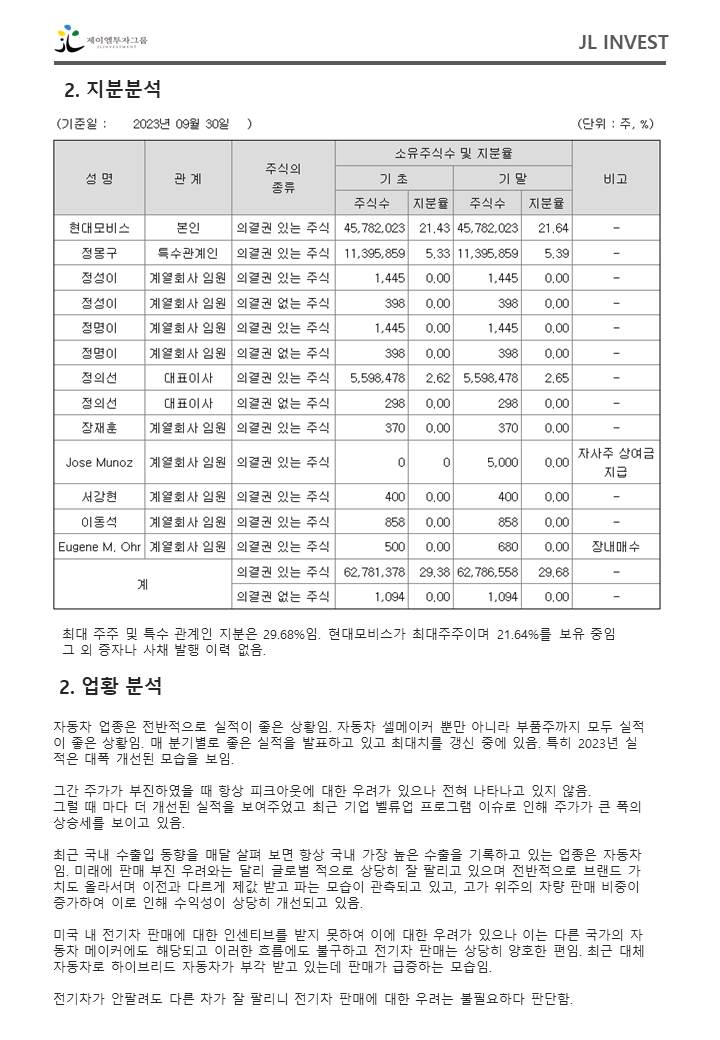 제이엘투자그룹
JLINVESTMENT
JL INVEST
2. 지분분석
(기준일 : 2023년 09월 30일 )
(단위 : 주, %)
성 명 관 계 주식의 종류 소유주식수 및 지분율 비고
기 초 기 말
주식수 지분율 주식수 지분율
현대모비스 본인 의결권 있는 주식 45,782,023 21.43 45,782,023 21.64 -
정몽구 특수관계인 의결권 있는 주식 11,395,859 5.33 11,395,859 5.39 -
정성이 계열회사 임원 의결권 있는 주식 1,445 0.00 1,445 0.00 -
정성이 계열회사 임원 의결권 없는 주식 398 0.00 398 0.00 -
정명이 계열회사 임원 의결권 있는 주식 1,445 0.00 1,445 0.00 -
정명이 계열회사 임원 의결권 없는 주식 398 0.00 398 0.00 -
정의선 대표이사 의결권 있는 주식 5,598,478 2.62 5,598,478 2.65 -
정의선 대표이사 의결권 없는 주식 298 0.00 298 0.00 -
장재훈 계열회사 임원 의결권 있는 주식 370 0.00 370 0.00 -
Jose Munoz 계열회사 임원 의결권 있는 주식 0 0 5,000 0.00 자사주 상여금 지급
서강현 계열회사 임원 의결권 있는 주식 400 0.00 400 0.00 -
이동석 계열회사 임원 의결권 있는 주식 858 0.00 858 0.00 -
Eugene M. Ohr 계열회사 임원 의결권 있는 주식 500 0.00 680 0.00 장내매수
계 의결권 있는 주식 62,781,378 29.38 62,786,558 29.68 -
의결권 없는 주식 1,094 0.00 1,094 0.00 -
최대 주주 및 특수 관계인 지분은 29.68%임. 현대모비스가 최대주주이며 21.64%를 보유 중임
그 외 증자나 사채 발행 이력 없음.
2. 업황 분석
자동차 업종은 전반적으로 실적이 좋은 상황임. 자동차 셀메이커 뿐만 아니라 부품주까지 모두 실적
이 좋은 상황임. 매 분기별로 좋은 실적을 발표하고 있고 최대치를 갱신 중에 있음. 특히 2023년 실
적은 대폭 개선된 모습을 보임.
그간 주가가 부진하였을 때 항상 피크아웃에 대한 우려가 있으나 전혀 나타나고 있지 않음.
그럴 때 마다 더 개선된 실적을 보여주었고 최근 기업 벨류업 프로그램 이슈로 인해 주가가 큰 폭의
상승세를 보이고 있음.
최근 국내 수출입 동향을 매달 살펴 보면 항상 국내 가장 높은 수출을 기록하고 있는 업종은 자동차
임. 미래에 판매 부진 우려와는 달리 글로벌 적으로 상당히 잘 팔리고 있으며 전반적으로 브랜드 가
치도 올라서며 이전과 다르게 제값 받고 파는 모습이 관측되고 있고, 고가 위주의 차량 판매 비중이
증가하여 이로 인해 수익성이 상당히 개선되고 있음.
미국 내 전기차 판매에 대한 인센티브를 받지 못하여 이에 대한 우려가 있으나 이는 다른 국가의 자
동차 메이커에도 해당되고 이러한 흐름에도 불구하고 전기차 판매는 상당히 양호한 편임. 최근 대체
자동차로 하이브리드 자동차가 부각 받고 있는데 판매가 급증하는 모습임.
전기차가 안팔려도 다른 차가 잘 팔리니 전기차 판매에 대한 우려는 불필요하다 판단함.